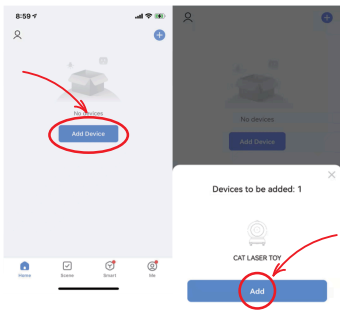 8:59
No devices
Add Device
Home
Scene
Smart
Me
No devices
Add Device
Devices to be added: 1
CAT LASER TOY
Add